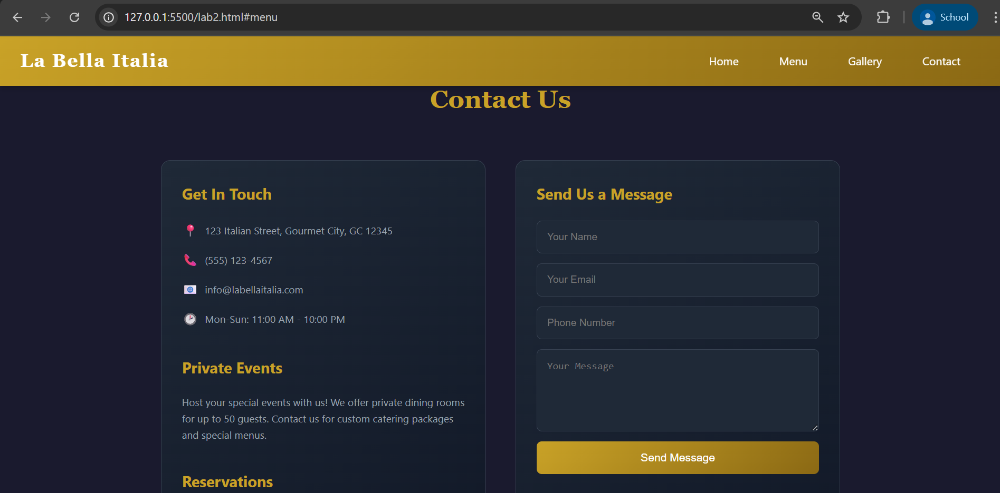 127.0.0.1:5500/lab2.html#menu
School
La Bella Italia
Home
Menu
Gallery
Contact
Contact Us
Get In Touch
123 Italian Street, Gourmet City, GC 12345
(555) 123-4567
info@labellaitalia.com
Mon-Sun: 11:00 AM - 10:00 PM
Private Events
Host your special events with us! We offer private dining rooms
for up to 50 guests. Contact us for custom catering packages
and special menus.
Reservations
Send Us a Message
Your Name
Your Email
Phone Number
Your Message
Send Message